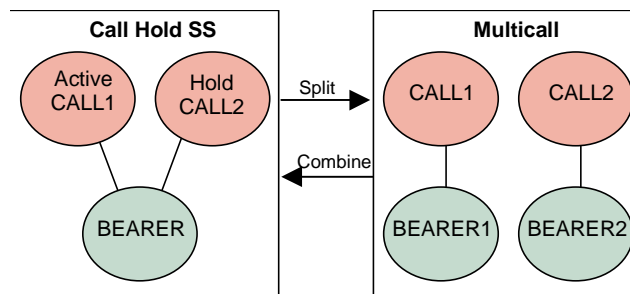 Call Hold SS
Multicall
Active
CALL1
Hold
CALL2
Split
CALL1
CALL2
Combine
BEARER
BEARER1
BEARER2